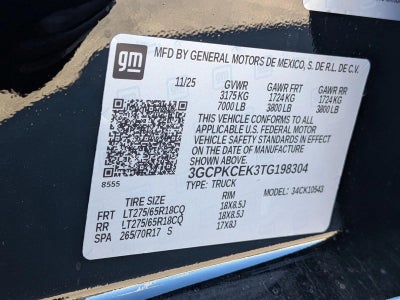 gm
MFD BY GENERAL MOTORS DE MEXICO, S. DE R.L. DE C.V.
11/25 GVWR GAWR FRT GAWR RR
3175 KG 1724 KG 1724 KG
7000 LB 3800 LB 3800 LB
THIS VEHICLE CONFORMS TO ALL
APPLICABLE U.S. FEDERAL MOTOR
VEHICLE SAFETY STANDARDS IN EFFECT
ON THE DATE OF MANUFACTURE
3GCPKCEK3TG198304
8555 TYPE: TRUCK MODEL: 34CK10543
TIRE SIZE RIM
FRT LT275/65R18CQ 18X8.5J
RR LT275/65R18CQ 18X8.5J
SPA 265/70R17 S 17X8J